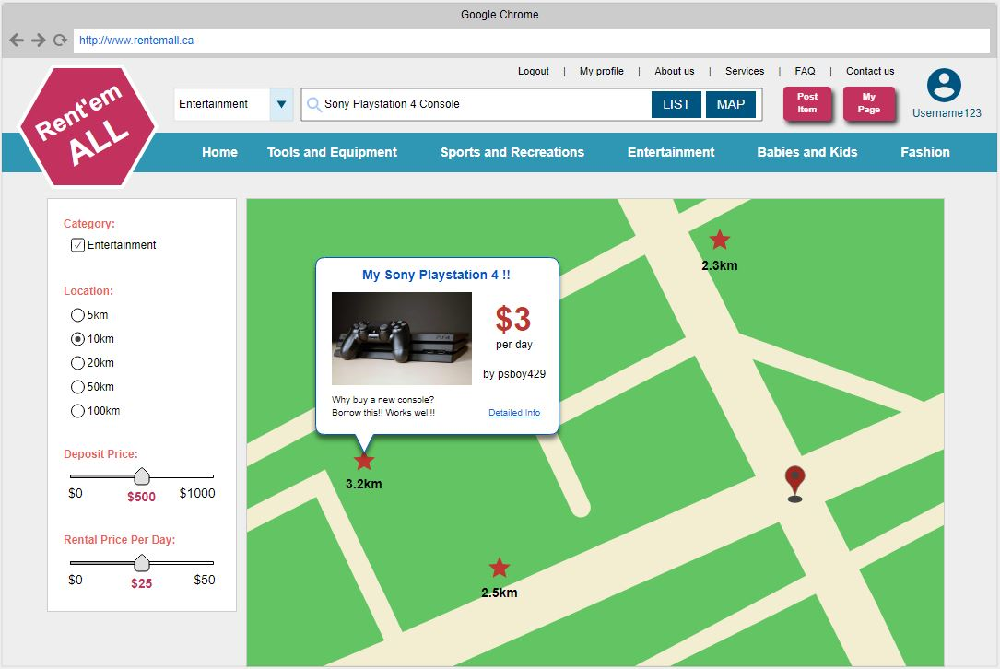 Google Chrome
http://www.rentemall.ca
Logout | My profile | About us | Services | FAQ | Contact us
Rent'em
ALL
Entertainment
Sony Playstation 4 Console
LIST
MAP
Post
Item
My
Page
Username123
Home
Tools and Equipment
Sports and Recreations
Entertainment
Babies and Kids
Fashion
Category:
Entertainment
Location:
5km
10km
20km
50km
100km
Deposit Price:
$0
$500
$1000
Rental Price Per Day:
$0
$25
$50
2.3km
My Sony Playstation 4 !!
PS4
$3
per day
by psboy429
Why buy a new console?
Borrow this!! Works well!!
Detailed Info
3.2km
2.5km